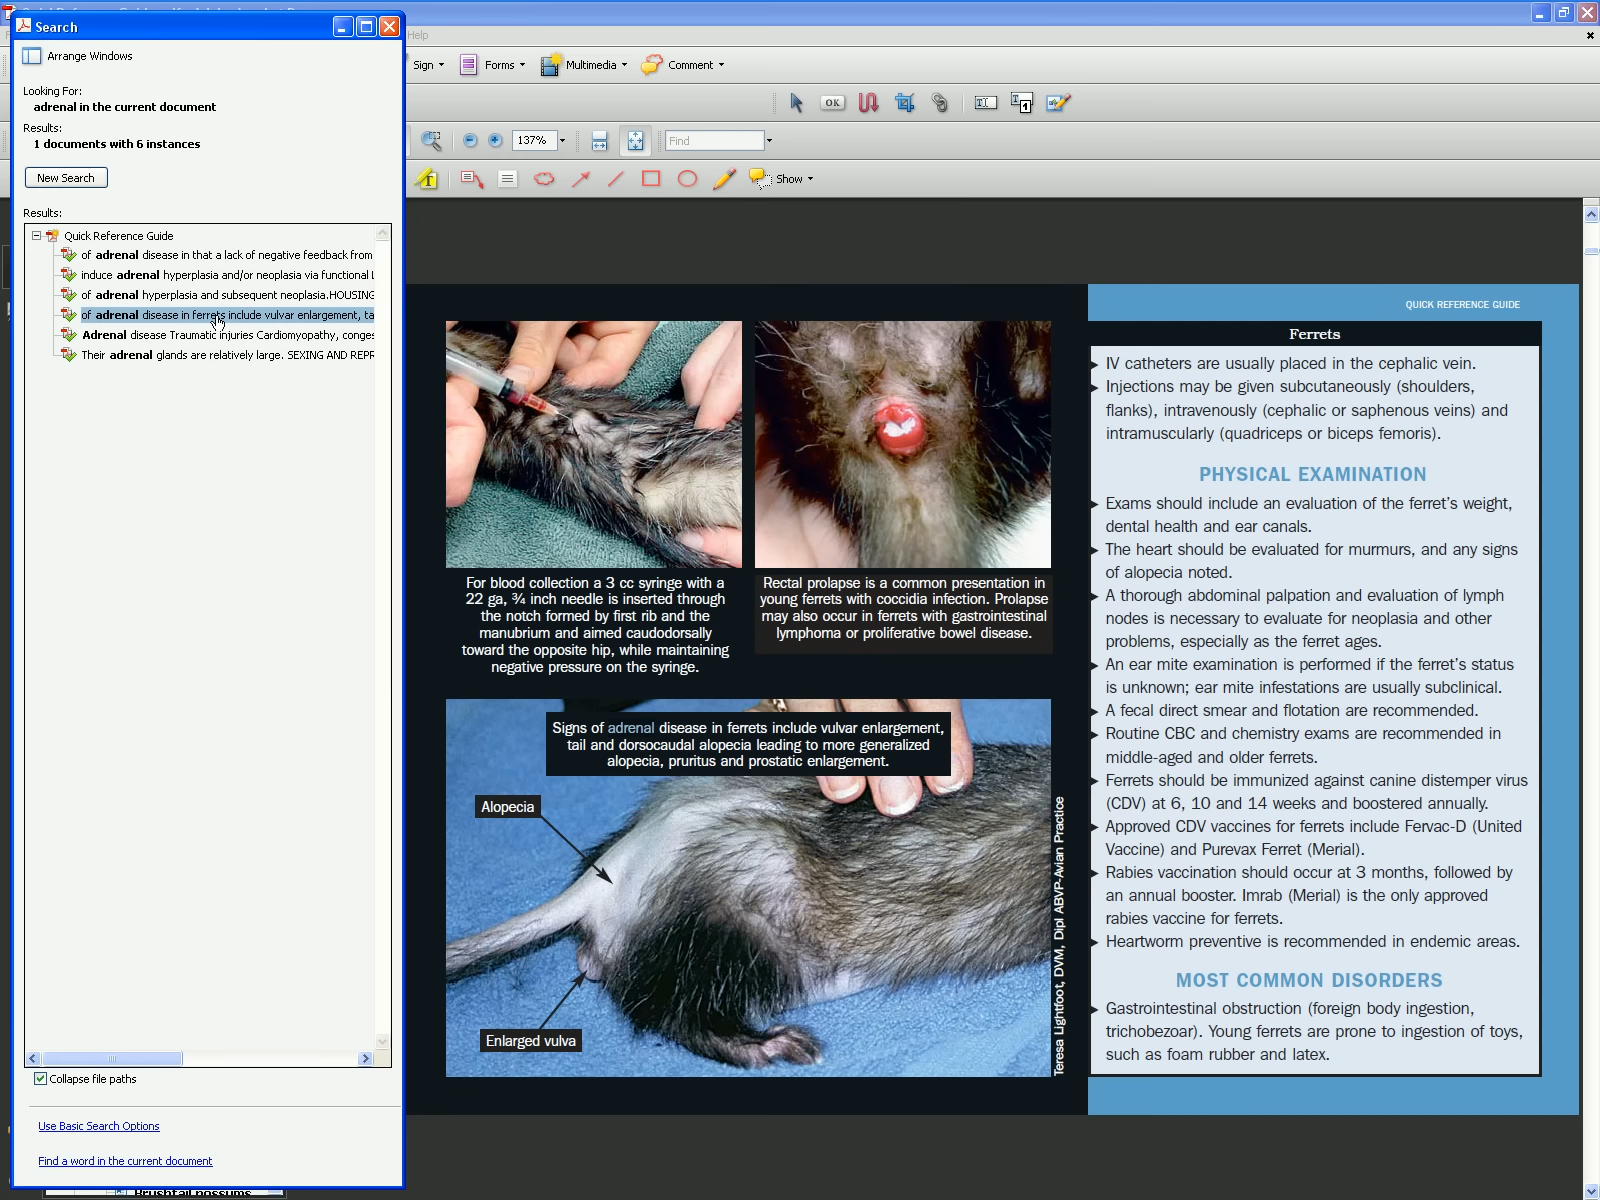 Search
Arrange Windows
Looking For:
adrenal in the current document
Results:
1 documents with 6 instances
New Search
Results:
Quick Reference Guide
of adrenal disease in that a lack of negative feedback from
induce adrenal hyperplasia and/or neoplasia via functional L
of adrenal hyperplasia and subsequent neoplasia.HOUSING
of adrenal disease in ferrets include vulvar enlargement, ta
Adrenal disease Traumatic injuries Cardiomyopathy, conges
Their adrenal glands are relatively large. SEXING AND REPR
Collapse file paths
Use Basic Search Options
Find a word in the current document
Brushtail possums
Help
Sign
Forms
Multimedia
Comment
OK
137%
Find
Show
For blood collection a 3 cc syringe with a
22 ga, ¾ inch needle is inserted through
the notch formed by first rib and the
manubrium and aimed caudodorsally
toward the opposite hip, while maintaining
negative pressure on the syringe.
Rectal prolapse is a common presentation in
young ferrets with coccidia infection. Prolapse
may also occur in ferrets with gastrointestinal
lymphoma or proliferative bowel disease.
Signs of adrenal disease in ferrets include vulvar enlargement,
tail and dorsocaudal alopecia leading to more generalized
alopecia, pruritus and prostatic enlargement.
Alopecia
Enlarged vulva
Teresa Lightfoot, DVM, Dipl ABVP-Avian Practice
QUICK REFERENCE GUIDE
Ferrets
IV catheters are usually placed in the cephalic vein.
Injections may be given subcutaneously (shoulders,
flanks), intravenously (cephalic or saphenous veins) and
intramuscularly (quadriceps or biceps femoris).
PHYSICAL EXAMINATION
Exams should include an evaluation of the ferret's weight,
dental health and ear canals.
The heart should be evaluated for murmurs, and any signs
of alopecia noted.
A thorough abdominal palpation and evaluation of lymph
nodes is necessary to evaluate for neoplasia and other
problems, especially as the ferret ages.
An ear mite examination is performed if the ferret's status
is unknown; ear mite infestations are usually subclinical.
A fecal direct smear and flotation are recommended.
Routine CBC and chemistry exams are recommended in
middle-aged and older ferrets.
Ferrets should be immunized against canine distemper virus
(CDV) at 6, 10 and 14 weeks and boostered annually.
Approved CDV vaccines for ferrets include Fervac-D (United
Vaccine) and Purevax Ferret (Merial).
Rabies vaccination should occur at 3 months, followed by
an annual booster. Imrab (Merial) is the only approved
rabies vaccine for ferrets.
Heartworm preventive is recommended in endemic areas.
MOST COMMON DISORDERS
Gastrointestinal obstruction (foreign body ingestion,
trichobezoar). Young ferrets are prone to ingestion of toys,
such as foam rubber and latex.